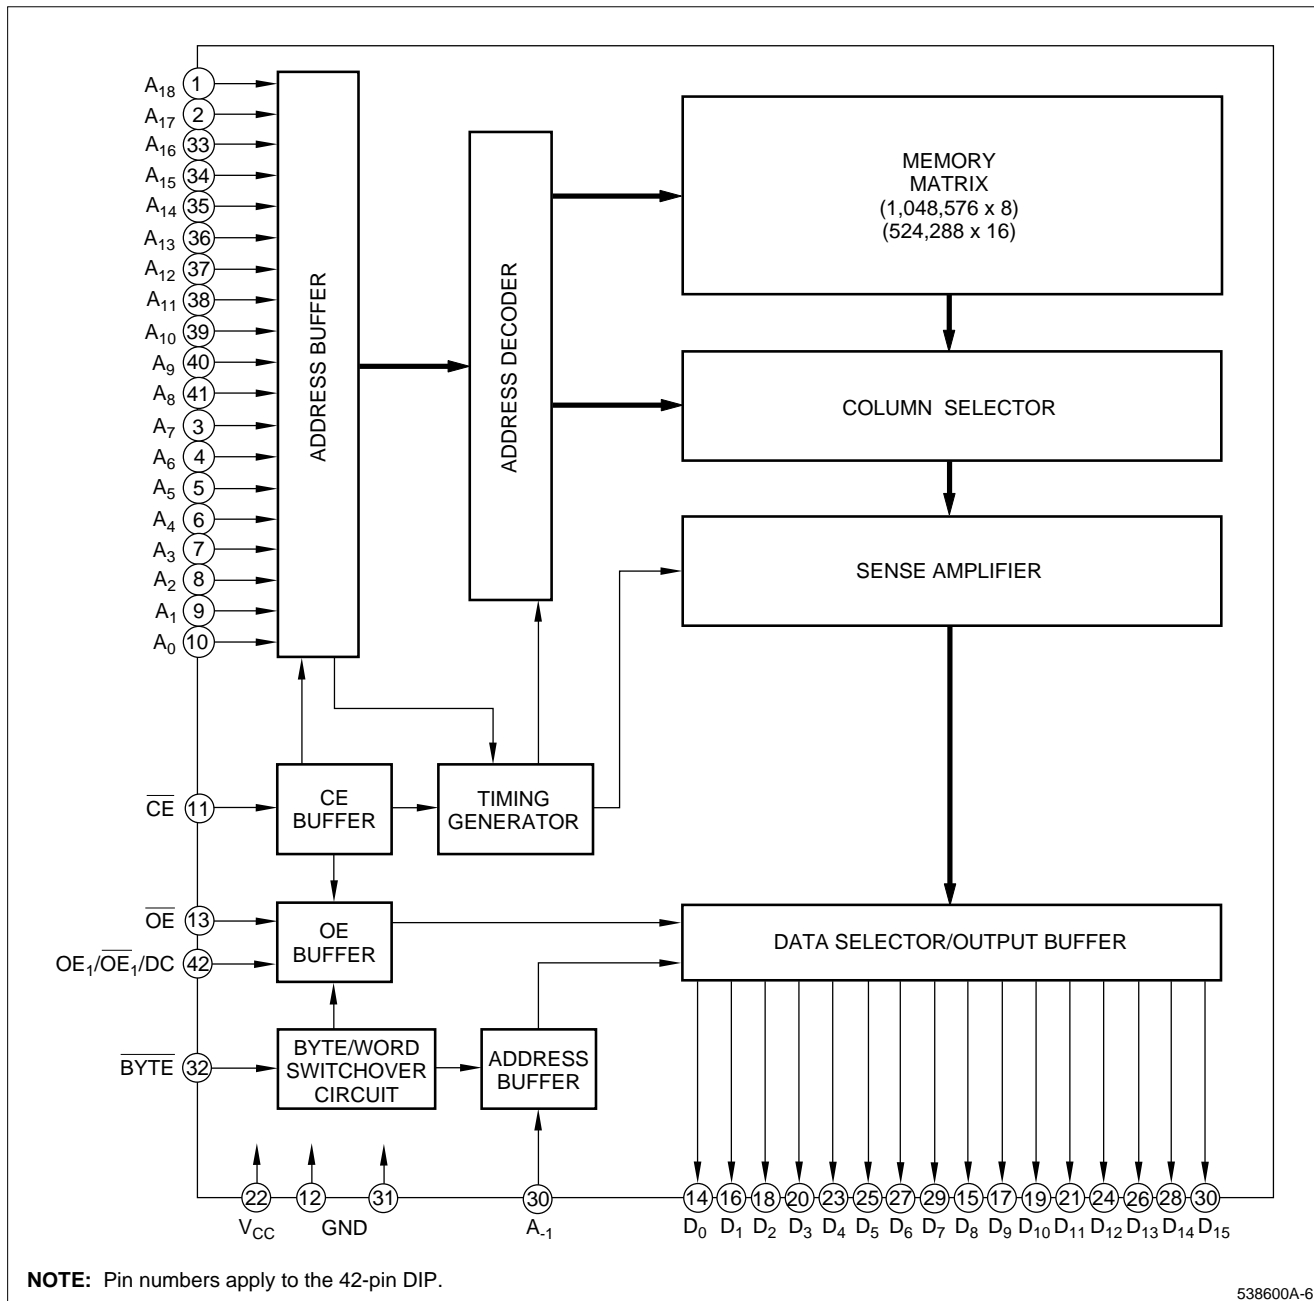 A18 1
A17 2
A16 33
A15 34
A14 35
A13 36
A12 37
A11 38
A10 39
A9 40
A8 41
A7 3
A6 4
A5 5
A4 6
A3 7
A2 8
A1 9
A0 10
ADDRESS BUFFER
ADDRESS DECODER
MEMORY
MATRIX
(1,048,576 x 8)
(524,288 x 16)
COLUMN SELECTOR
SENSE AMPLIFIER
C̅E̅ 11
CE
BUFFER
TIMING
GENERATOR
O̅E̅ 13
OE1/O̅E̅1/DC 42
OE
BUFFER
DATA SELECTOR/OUTPUT BUFFER
B̅Y̅T̅E̅ 32
BYTE/WORD
SWITCHOVER
CIRCUIT
ADDRESS
BUFFER
22 12 31 30 14 16 18 20 23 25 27 29 15 17 19 21 24 26 28 30
VCC GND A-1 D0 D1 D2 D3 D4 D5 D6 D7 D8 D9 D10 D11 D12 D13 D14 D15
NOTE: Pin numbers apply to the 42-pin DIP.
538600A-6